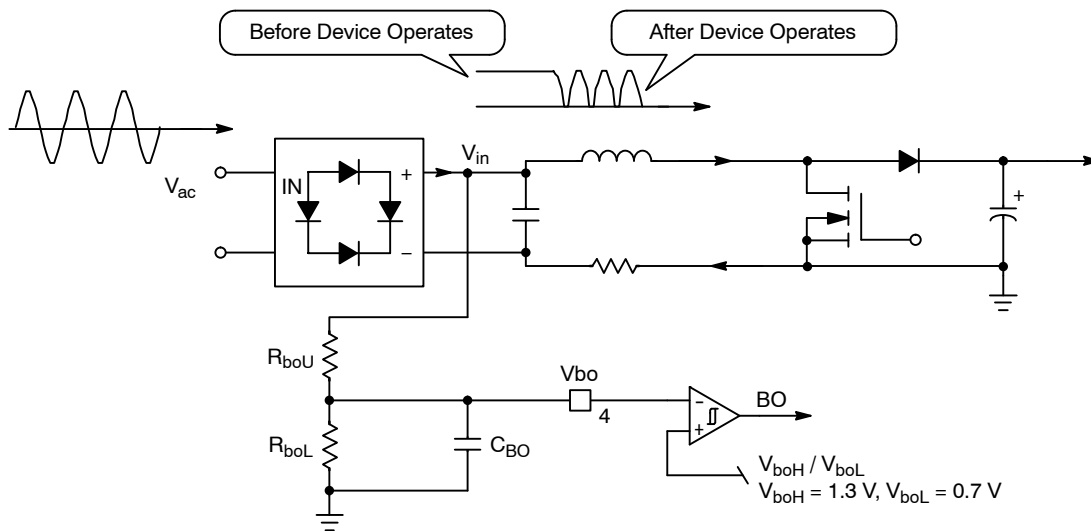 Before Device Operates
After Device Operates
V_ac
IN
+
−
V_in
+
R_boU
R_boL
C_BO
Vbo
4
−
+
BO
V_boH / V_boL
V_boH = 1.3 V, V_boL = 0.7 V